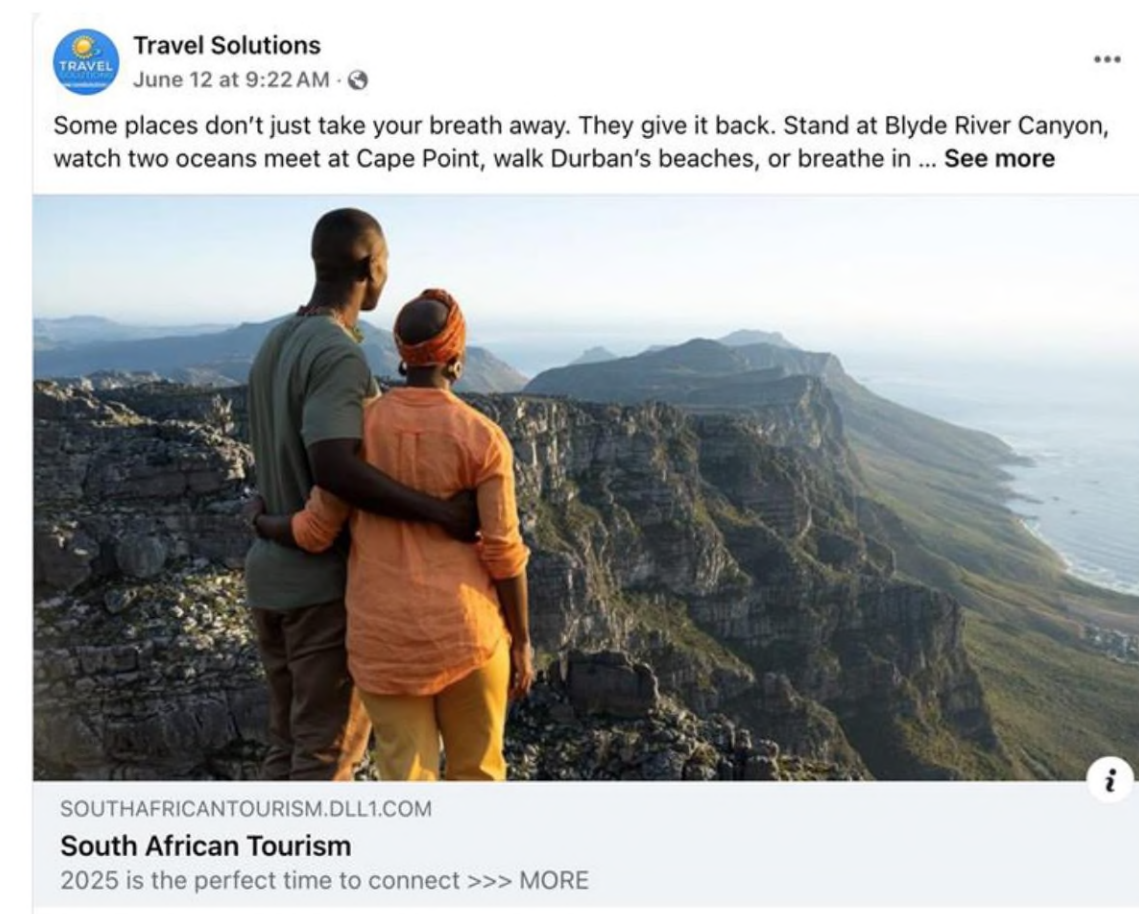 Travel Solutions
June 12 at 9:22 AM ·
Some places don't just take your breath away. They give it back. Stand at Blyde River Canyon,
watch two oceans meet at Cape Point, walk Durban's beaches, or breathe in ... See more
TRAVEL
SOLUTIONS
SOUTHAFRICANTOURISM.DLL1.COM
South African Tourism
2025 is the perfect time to connect >>> MORE